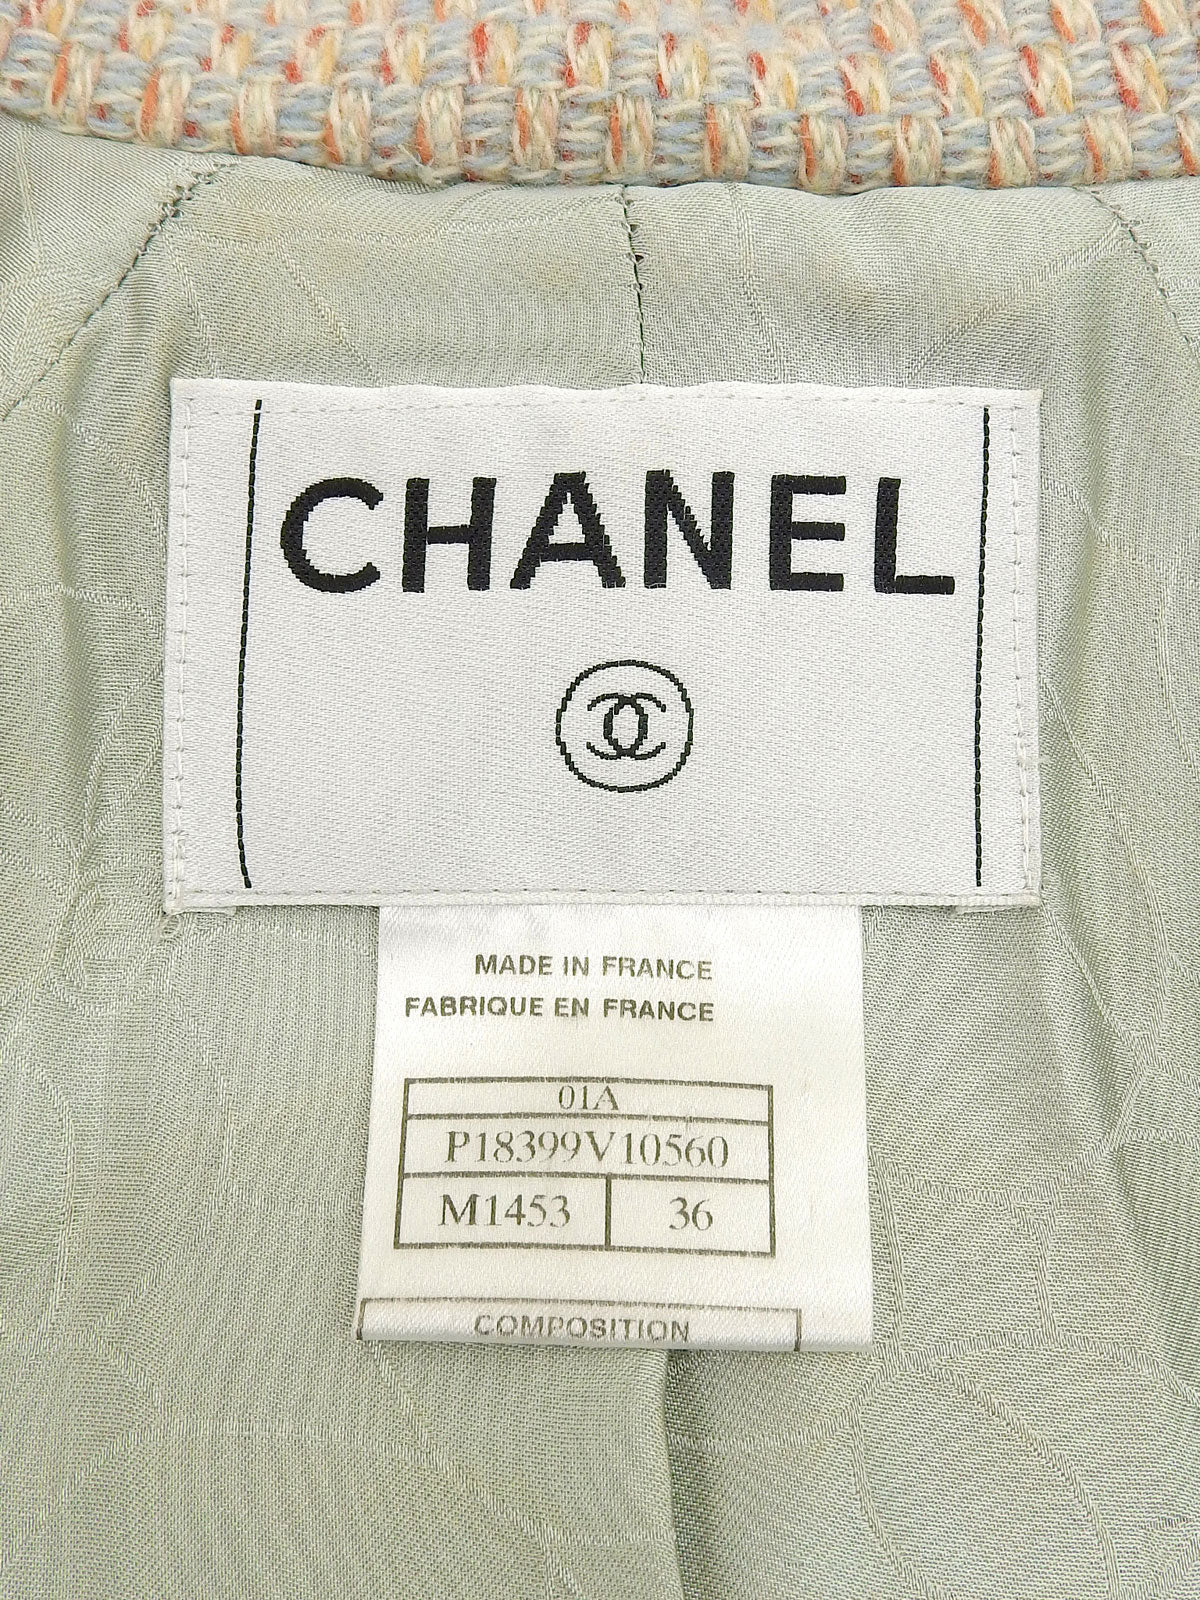 CHANEL
MADE IN FRANCE
FABRIQUE EN FRANCE
01A
P18399V10560
M1453 36
COMPOSITION